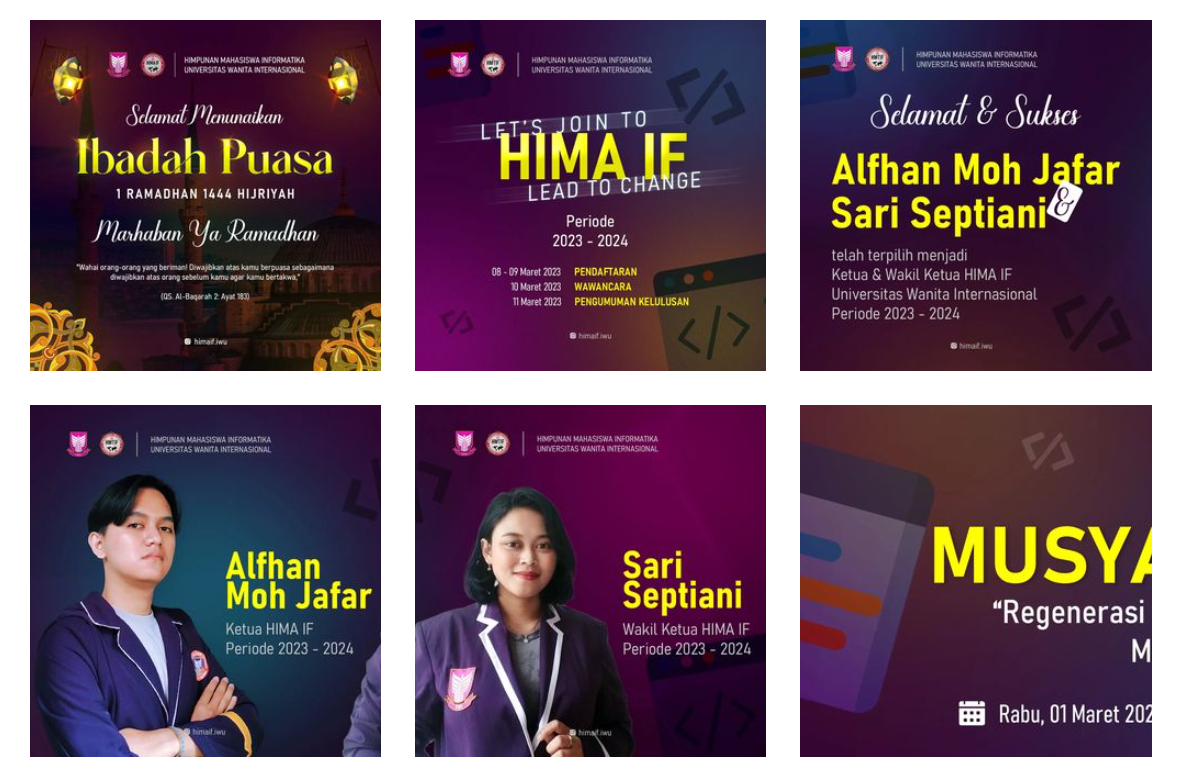 HIMPUNAN MAHASISWA INFORMATIKA
UNIVERSITAS WANITA INTERNASIONAL
Selamat Menunaikan
Ibadah Puasa
1 RAMADHAN 1444 HIJRIYAH
Marhaban Ya Ramadhan
"Wahai orang-orang yang beriman! Diwajibkan atas kamu berpuasa sebagaimana
diwajibkan atas orang sebelum kamu agar kamu bertakwa,"
(QS. Al-Baqarah 2: Ayat 183)
himaif.iwu
HIMPUNAN MAHASISWA INFORMATIKA
UNIVERSITAS WANITA INTERNASIONAL
LET'S JOIN TO
HIMA IF
LEAD TO CHANGE
Periode
2023 - 2024
08 - 09 Maret 2023 PENDAFTARAN
10 Maret 2023 WAWANCARA
11 Maret 2023 PENGUMUMAN KELULUSAN
himaif.iwu
HIMPUNAN MAHASISWA INFORMATIKA
UNIVERSITAS WANITA INTERNASIONAL
Selamat & Sukses
Alfhan Moh Jafar
&
Sari Septiani
telah terpilih menjadi
Ketua & Wakil Ketua HIMA IF
Universitas Wanita Internasional
Periode 2023 - 2024
himaif.iwu
HIMPUNAN MAHASISWA INFORMATIKA
UNIVERSITAS WANITA INTERNASIONAL
Alfhan
Moh Jafar
Ketua HIMA IF
Periode 2023 - 2024
himaif.iwu
HIMPUNAN MAHASISWA INFORMATIKA
UNIVERSITAS WANITA INTERNASIONAL
Sari
Septiani
Wakil Ketua HIMA IF
Periode 2023 - 2024
himaif.iwu
MUSYA
"Regenerasi
M
Rabu, 01 Maret 202